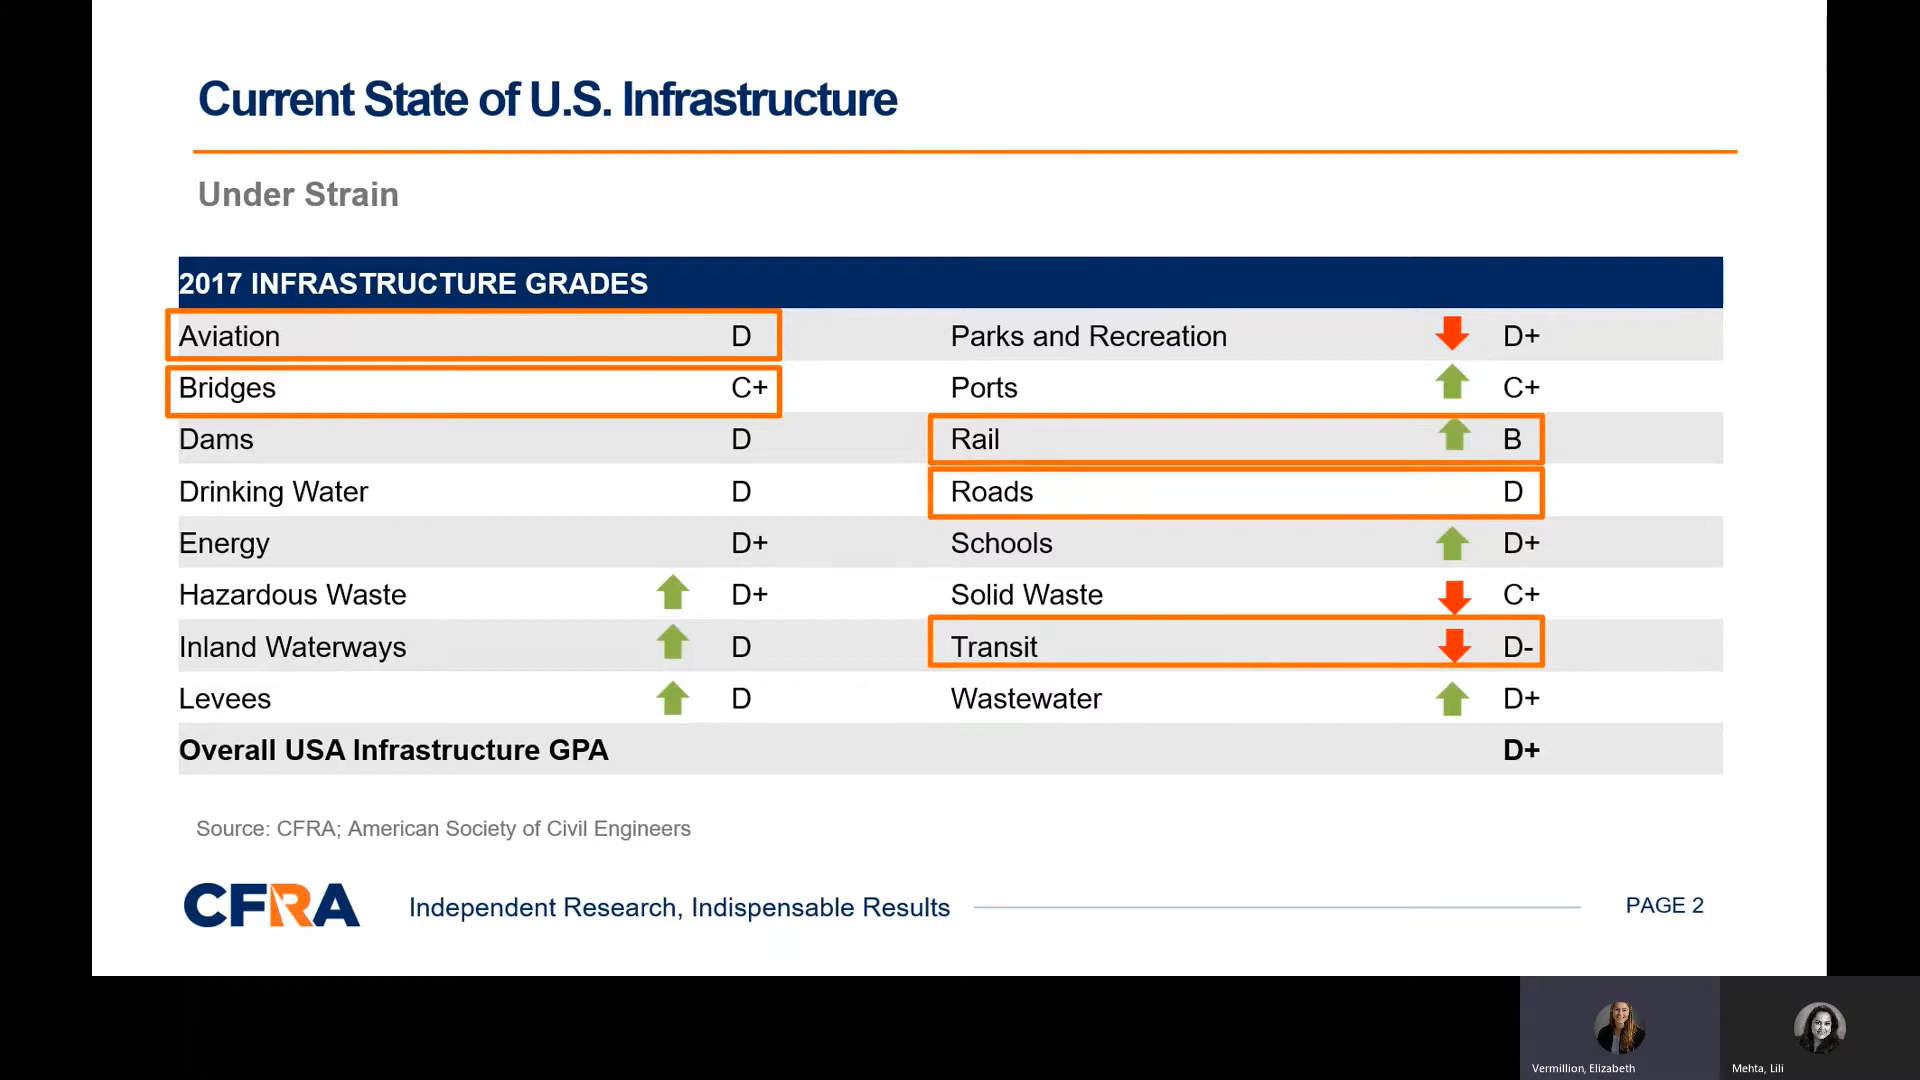 Current State of U.S. Infrastructure
Under Strain
2017 INFRASTRUCTURE GRADES
Aviation D Parks and Recreation D+
Bridges C+ Ports C+
Dams D Rail B
Drinking Water D Roads D
Energy D+ Schools D+
Hazardous Waste D+ Solid Waste C+
Inland Waterways D Transit D-
Levees D Wastewater D+
Overall USA Infrastructure GPA D+
Source: CFRA; American Society of Civil Engineers
CFRA Independent Research, Indispensable Results PAGE 2
Vermillion, Elizabeth Mehta, Lili